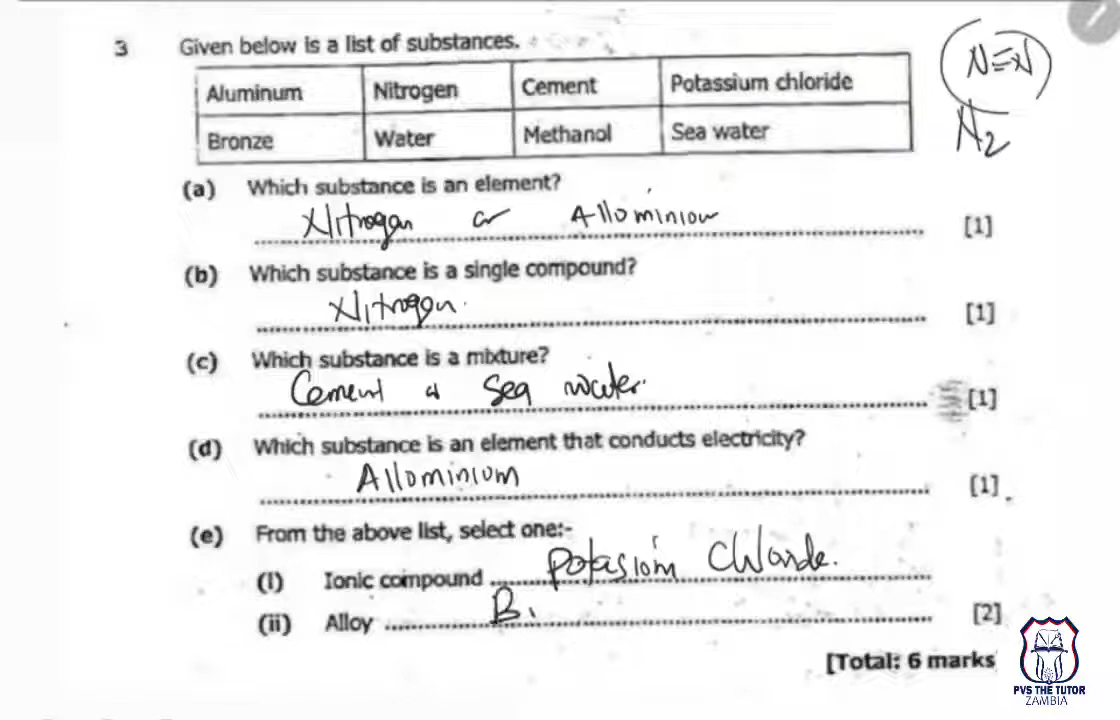 3 Given below is a list of substances.
N≡N
Aluminum Nitrogen Cement Potassium chloride
N2
Bronze Water Methanol Sea water
(a) Which substance is an element?
Nitrogen or Allominium [1]
(b) Which substance is a single compound?
Nitrogen. [1]
(c) Which substance is a mixture?
Cement Sea water. [1]
(d) Which substance is an element that conducts electricity?
Allominium [1]
(e) From the above list, select one:-
(i) Ionic compound Potasiom Chloride.
(ii) Alloy B [2]
[Total: 6 marks
PVS THE TUTOR
ZAMBIA